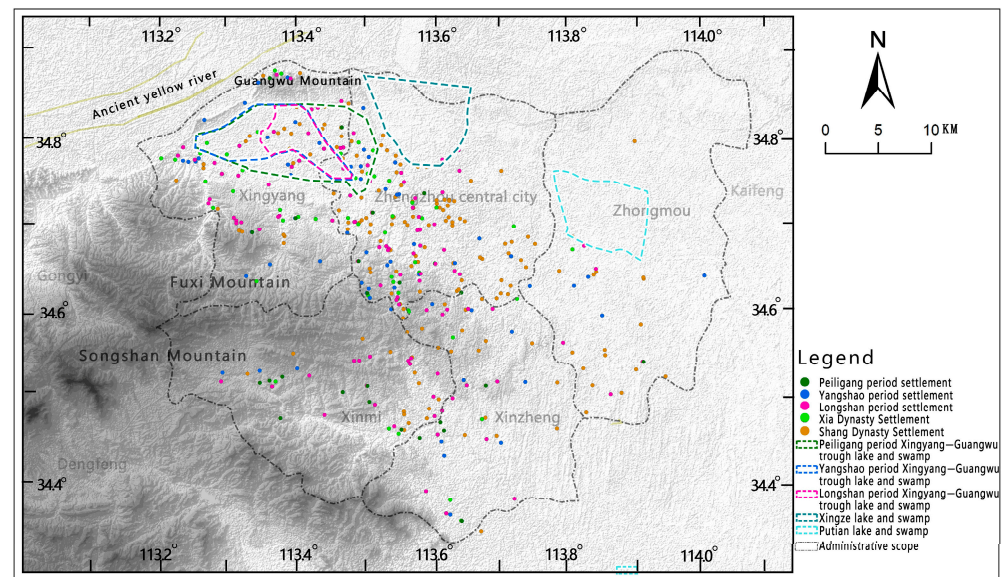 113.2° 113.4° 113.6° 113.8° 114.0°
N
Guangwu Mountain
Ancient yellow river
0 5 10 KM
34.8° 34.8°
Xingyang Zhengzhou central city Kaifeng
Zhongmou
Gongyi
Fuxi Mountain
34.6° 34.6°
Songshan Mountain
Legend
Peiligang period settlement
Yangshao period settlement
Longshan period settlement
Xia Dynasty Settlement
Shang Dynasty Settlement
Peiligang period Xingyang—Guangwu
trough lake and swamp
Yangshao period Xingyang—Guangwu
trough lake and swamp
Longshan period Xingyang—Guangwu
trough lake and swamp
Xingze lake and swamp
Putian lake and swamp
Administrative scope
Xinmi Xinzheng
Dengfeng
34.4° 34.4°
113.2° 113.4° 113.6° 113.8° 114.0°